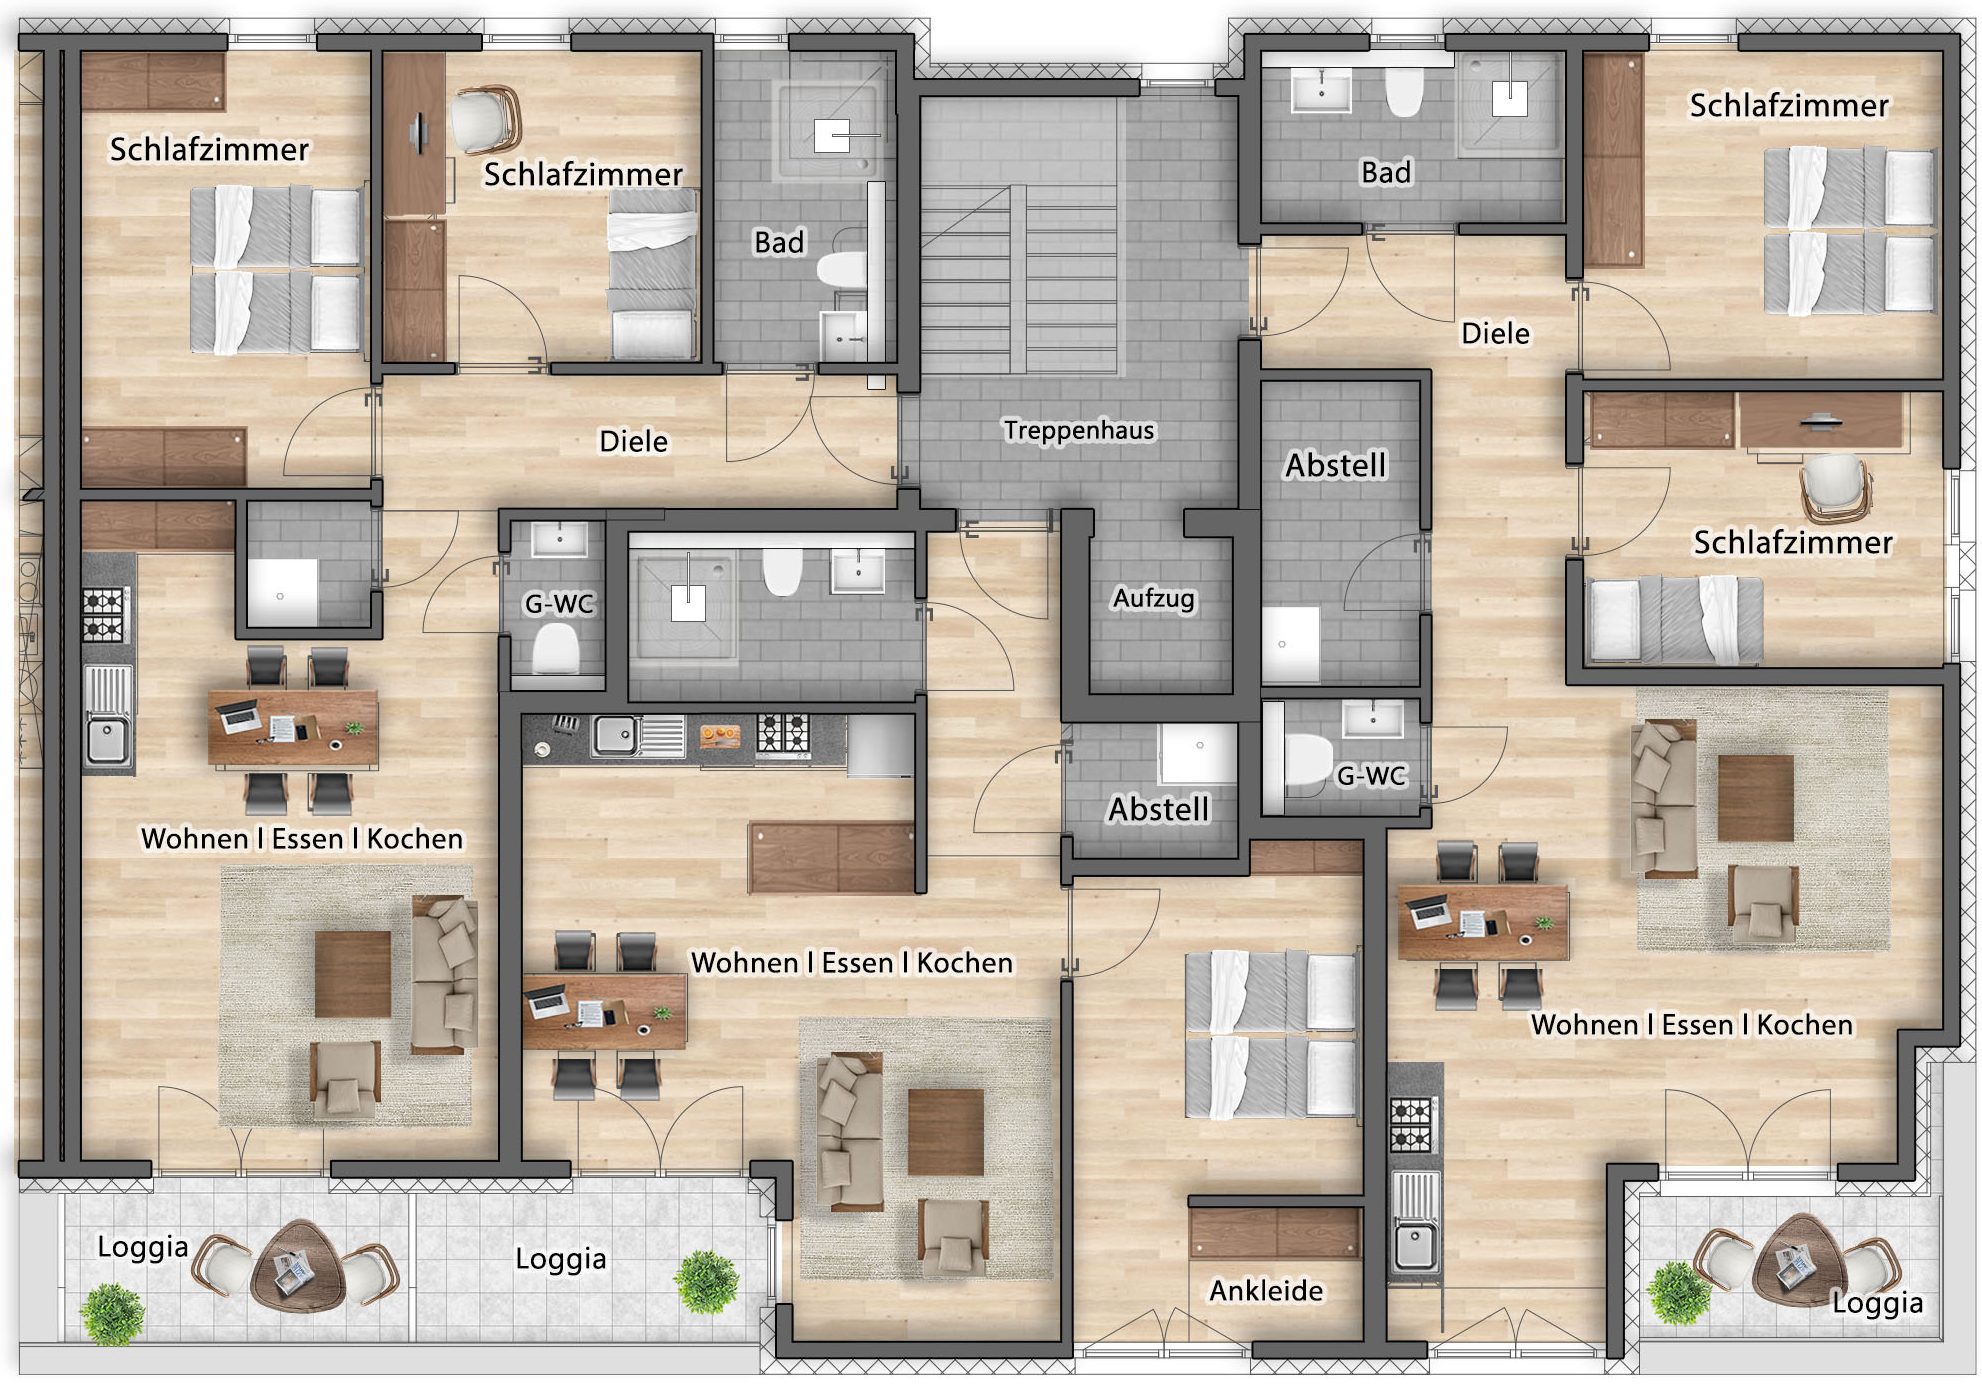 Schlafzimmer
Schlafzimmer
Bad
Bad
Schlafzimmer
Diele
Diele
Treppenhaus
Abstell
Schlafzimmer
G-WC
Aufzug
G-WC
Abstell
Wohnen I Essen I Kochen
Wohnen I Essen I Kochen
Wohnen I Essen I Kochen
Loggia
Loggia
Ankleide
Loggia